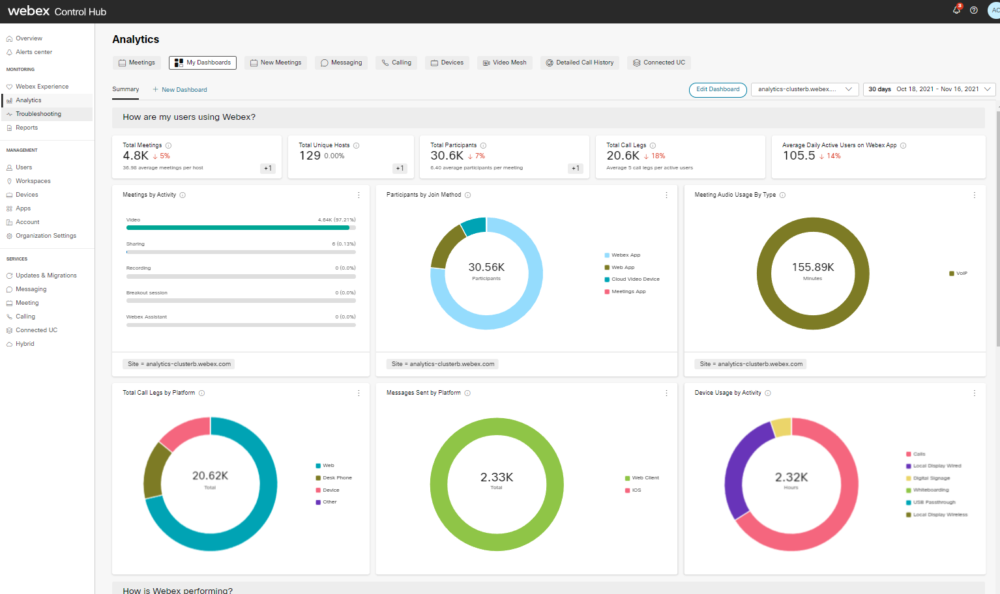 webex Control Hub
3
AC
Overview
Alerts center
MONITORING
Webex Experience
Analytics
Troubleshooting
Reports
MANAGEMENT
Users
Workspaces
Devices
Apps
Account
Organization Settings
SERVICES
Updates & Migrations
Messaging
Meeting
Calling
Connected UC
Hybrid
Analytics
Meetings
My Dashboards
New Meetings
Messaging
Calling
Devices
Video Mesh
Detailed Call History
Connected UC
Summary
+ New Dashboard
Edit Dashboard
analytics-clusterb.webex....
30 days Oct 18, 2021 - Nov 16, 2021
How are my users using Webex?
Total Meetings
4.8K ↓ 5%
36.98 average meetings per host
+1
Total Unique Hosts
129 0.00%
+1
Total Participants
30.6K ↓ 7%
6.40 average participants per meeting
+1
Total Call Legs
20.6K ↓ 18%
Average 5 call legs per active users
Average Daily Active Users on Webex App
105.5 ↓ 14%
Meetings by Activity
Video 4.64K (97.21%)
Sharing 6 (0.13%)
Recording 0 (0.0%)
Breakout session 0 (0.0%)
Webex Assistant 0 (0.0%)
Site = analytics-clusterb.webex.com
Participants by Join Method
30.56K
Participants
Webex App
Web App
Cloud Video Device
Meetings App
Site = analytics-clusterb.webex.com
Meeting Audio Usage By Type
155.89K
Minutes
VoIP
Site = analytics-clusterb.webex.com
Total Call Legs by Platform
20.62K
Total
Web
Desk Phone
Device
Other
Messages Sent by Platform
2.33K
Total
Web Client
IOS
Device Usage by Activity
2.32K
Hours
Calls
Local Display Wired
Digital Signage
Whiteboarding
USB Passthrough
Local Display Wireless
How is Webex performing?